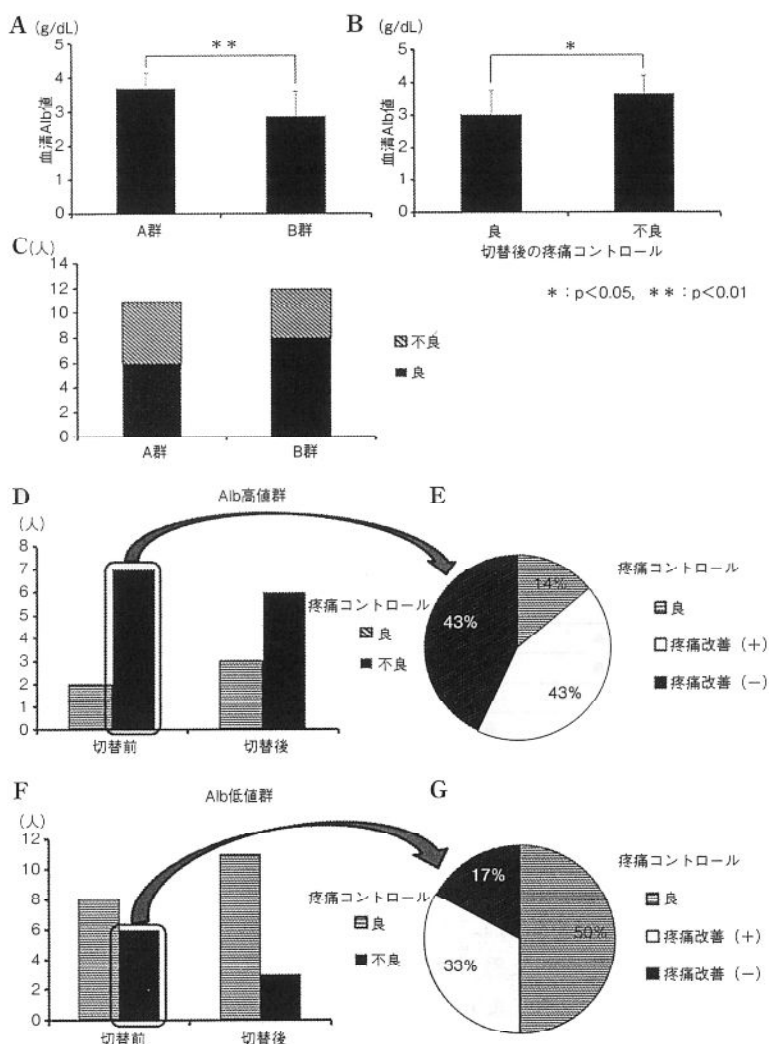 A (g/dL)
5
4
3
2
1
0
血清Alb値
**
A群 B群
B (g/dL)
5
4
3
2
1
0
血清Alb値
*
良 不良
切替後の疼痛コントロール
*：p<0.05, **：p<0.01
C(人)
14
12
10
8
6
4
2
0
A群 B群
不良
良
D Alb高値群
(人)
8
7
6
5
4
3
2
1
0
切替前 切替後
疼痛コントロール
良
不良
E
14%
43%
43%
疼痛コントロール
良
疼痛改善（+）
疼痛改善（-）
F Alb低値群
(人)
12
10
8
6
4
2
0
切替前 切替後
疼痛コントロール
良
不良
G
17%
33%
50%
疼痛コントロール
良
疼痛改善（+）
疼痛改善（-）